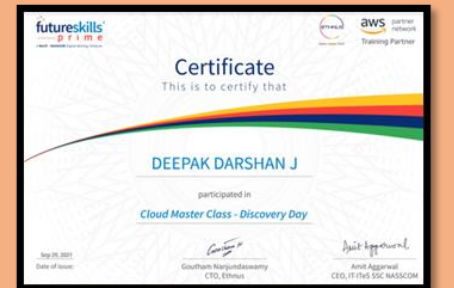 futureskills
prime
ethnus
aws partner network
Training Partner
Certificate
This is to certify that
DEEPAK DARSHAN J
participated in
Cloud Master Class - Discovery Day
Sep 25, 2021
Date of issue:
Goutham Nanjundaswamy
CTO, Ethnus
Amit Aggarwal
CEO, IT-ITeS SSC NASSCOM